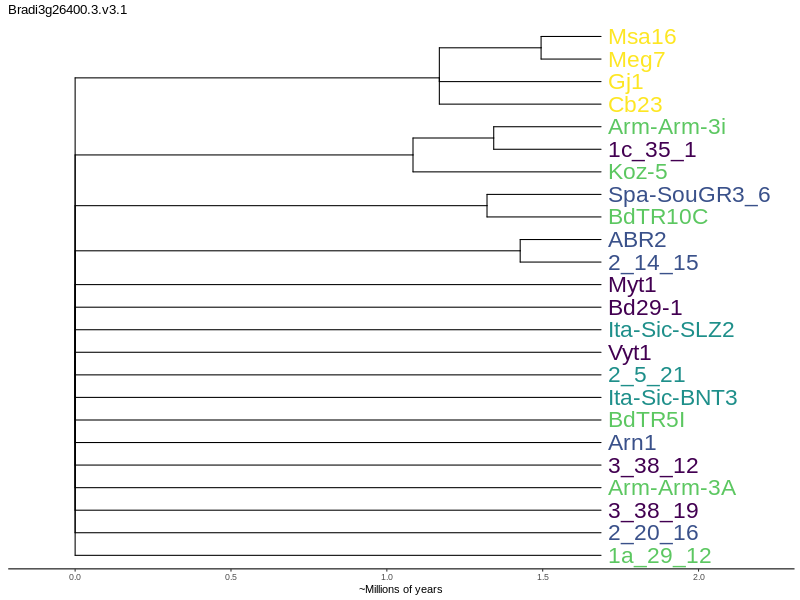 Bradi3g26400.3.v3.1
Msa16
Meg7
Gj1
Cb23
Arm-Arm-3i
1c_35_1
Koz-5
Spa-SouGR3_6
BdTR10C
ABR2
2_14_15
Myt1
Bd29-1
Ita-Sic-SLZ2
Vyt1
2_5_21
Ita-Sic-BNT3
BdTR5I
Arn1
3_38_12
Arm-Arm-3A
3_38_19
2_20_16
1a_29_12
0.0 0.5 1.0 1.5 2.0
~Millions of years